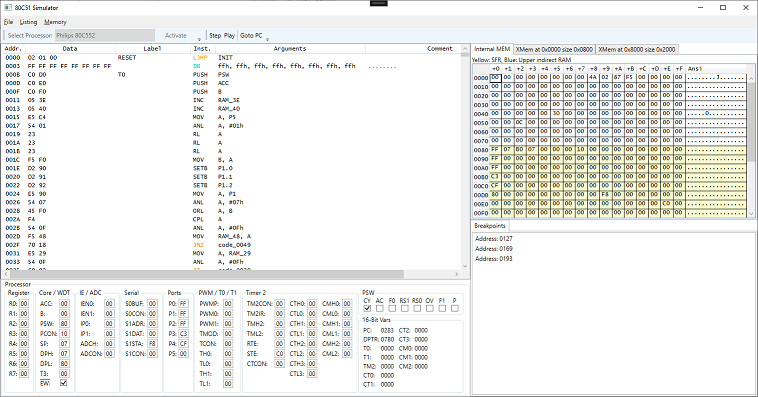 80C51 Simulator
File Listing Memory
Select Processor: Philips 80C552 Activate Step Play Goto PC
Addr. Data Label Inst. Arguments Comment
0000 02 01 00 RESET LJMP INIT
0003 FF FF FF FF FF FF FF FF DB ffh, ffh, ffh, ffh, ffh, ffh, ffh, ffh ........
000B C0 D0 T0 PUSH PSW
000D C0 E0 PUSH ACC
000F C0 F0 PUSH B
0011 05 3E INC RAM_3E
0013 05 40 INC RAM_40
0015 E5 C4 MOV A, P5
0017 54 01 ANL A, #01h
0019 23 RL A
001A 23 RL A
001B 23 RL A
001C F5 F0 MOV B, A
001E D2 90 SETB P1.0
0020 D2 91 SETB P1.1
0022 D2 92 SETB P1.2
0024 E5 90 MOV A, P1
0026 54 07 ANL A, #07h
0028 45 F0 ORL A, B
002A F4 CPL A
002B 54 0F ANL A, #0Fh
002D F5 48 MOV RAM_48, A
002F 70 18 JNZ code_0049
0031 E5 29 MOV A, RAM_29
0033 54 0F ANL A, #0Fh
Internal MEM XMem at 0x0000 size 0x0800 XMem at 0x8000 size 0x2000
Yellow: SFR, Blue: Upper indirect RAM
+0 +1 +2 +3 +4 +5 +6 +7 +8 +9 +A +B +C +D +E +F Ansi
0000 00 00 00 00 00 00 00 00 4A 02 87 F5 00 00 00 00 ........J.......
0010 00 00 00 00 00 00 00 00 00 00 00 00 00 00 00 00 ................
0020 00 00 00 00 00 00 00 00 00 00 00 00 00 00 00 00 ................
0030 00 00 00 00 00 00 00 00 00 00 00 00 00 00 00 00 ................
0040 00 00 00 00 00 30 00 00 00 00 00 00 00 00 00 00 .....0..........
0050 00 00 0C 00 00 00 00 00 00 00 00 00 00 00 00 00 ................
0060 00 00 00 00 00 00 00 00 00 00 00 00 00 00 00 00 ................
0070 00 00 00 00 00 00 00 00 00 00 00 00 00 00 00 00 ................
0080 FF 07 80 07 00 00 00 10 00 00 00 00 00 00 00 00 ................
0090 FF 00 00 00 00 00 00 00 00 00 00 00 00 00 00 00 ................
00A0 FF 00 00 00 00 00 00 00 00 00 00 00 00 00 00 00 ................
00B0 C3 00 00 00 00 00 00 00 00 00 00 00 00 00 00 00 ................
00C0 CF 00 00 00 00 00 00 00 00 00 00 00 00 00 00 00 ................
00D0 80 00 00 00 00 00 00 00 00 F8 00 00 00 00 00 00 ................
00E0 00 00 00 00 00 00 00 00 00 00 00 00 00 00 C0 00 ................
00F0 00 00 00 00 00 00 00 00 00 00 00 00 00 00 00 00 ................
Breakpoints
Address: 0127
Address: 0169
Address: 0193
Processor
Register Core / WDT IE / ADC Serial Ports PWM / T0 / T1 Timer 2 PSW
R0: 00 ACC: 00 IEN0: 00 S0BUF: 00 P0: FF PWMP: 00 TM2CON: 00 CTH0: 00 CMH0: 00 CY AC F0 RS1 RS0 OV F1 P
R1: 00 B: 00 IEN1: 00 S0CON: 00 P1: FF PWM0: 00 TM2IR: 00 CTL0: 00 CML0: 00
R2: 00 PSW: 80 IP0: 00 S1ADR: 00 P2: FF PWM1: 00 TMH2: 00 CTH1: 00 CMH1: 00 16-Bit Vars
R3: 00 PCON: 10 IP1: 00 S1DAT: 00 P3: C3 TMOD: 00 TML2: 00 CTL1: 00 CML1: 00 PC: 0283 CT2: 0000
R4: 00 SP: 07 ADCH: 00 S1STA: F8 P4: CF TCON: 00 RTE: 00 CTH2: 00 CMH2: 00 DPTR: 0780 CT3: 0000
R5: 00 DPH: 07 ADCON: 00 S1CON: 00 P5: 00 TH0: 00 STE: C0 CTL2: 00 CML2: 00 T0: 0000 CM0: 0000
R6: 00 DPL: 80 TL0: 00 CTCON: 00 CTH3: 00 T1: 0000 CM1: 0000
R7: 00 T3: 00 TH1: 00 CTL3: 00 TM2: 0000 CM2: 0000
EW: TL1: 00 CT0: 0000
CT1: 0000